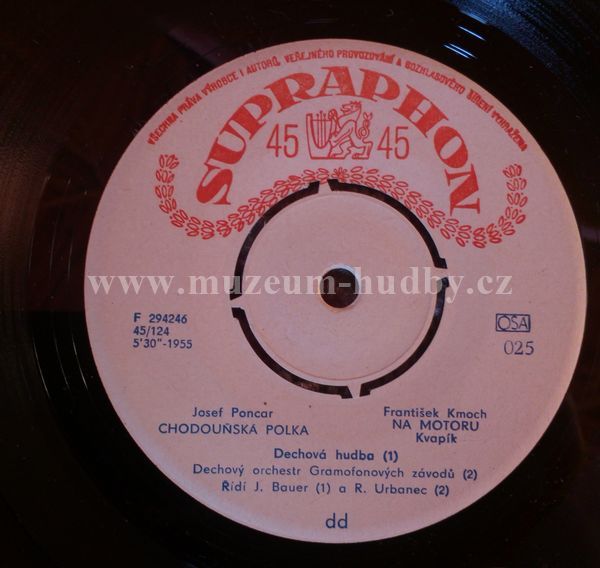 VŠECHNA PRÁVA VÝROBCE I AUTORŮ, VEŘEJNÉHO PROVOZOVÁNÍ A ROZHLASOVÉHO ŠÍŘENÍ VYHRAŽENA
SUPRAPHON
45 45
www.muzeum-hudby.cz
F 294246
45/124
5'30"-1955
OSA
025
Josef Poncar
CHODOUŇSKÁ POLKA
František Kmoch
NA MOTORU
Kvapík
Dechová hudba (1)
Dechový orchestr Gramofonových závodů (2)
Řídí J. Bauer (1) a R. Urbanec (2)
dd